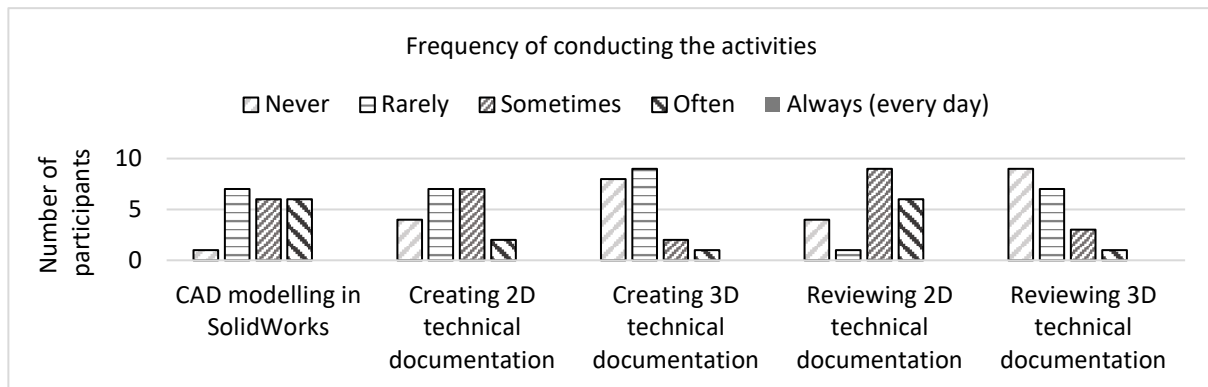 Frequency of conducting the activities
Never Rarely Sometimes Often Always (every day)
Number of
participants
10
5
0
CAD modelling in
SolidWorks
Creating 2D
technical
documentation
Creating 3D
technical
documentation
Reviewing 2D
technical
documentation
Reviewing 3D
technical
documentation